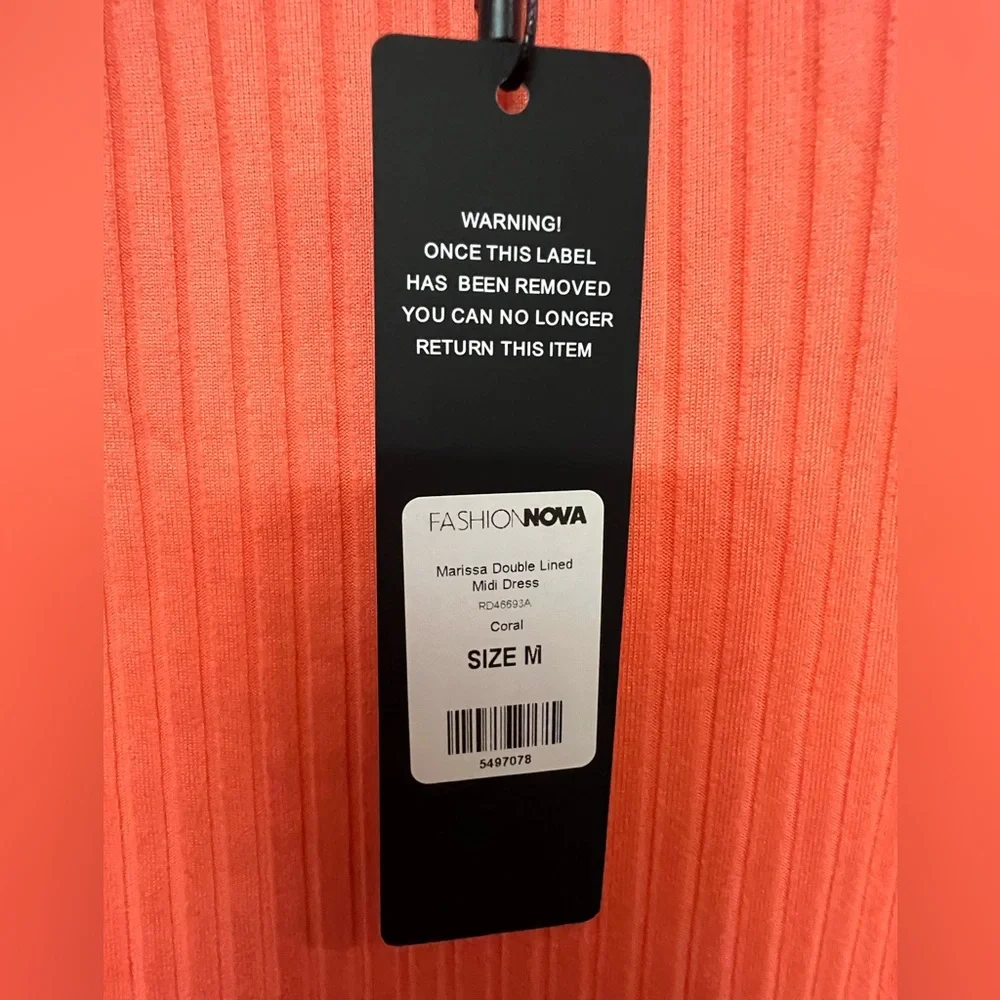 WARNING!
ONCE THIS LABEL
HAS BEEN REMOVED
YOU CAN NO LONGER
RETURN THIS ITEM
FASHIONNOVA
Marissa Double Lined
Midi Dress
RD46693A
Coral
SIZE M
5497078